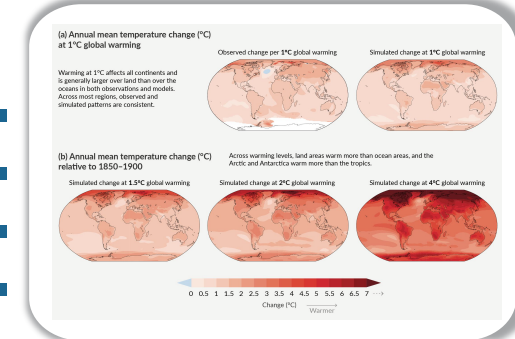 (a) Annual mean temperature change (°C)
at 1°C global warming
Warming at 1°C affects all continents and
is generally larger over land than over the
oceans in both observations and models.
Across most regions, observed and
simulated patterns are consistent.
Observed change per 1°C global warming
Simulated change at 1°C global warming
(b) Annual mean temperature change (°C)
relative to 1850–1900
Across warming levels, land areas warm more than ocean areas, and the
Arctic and Antarctica warm more than the tropics.
Simulated change at 1.5°C global warming
Simulated change at 2°C global warming
Simulated change at 4°C global warming
0 0.5 1 1.5 2 2.5 3 3.5 4 4.5 5 5.5 6 6.5 7
Change (°C)
Warmer